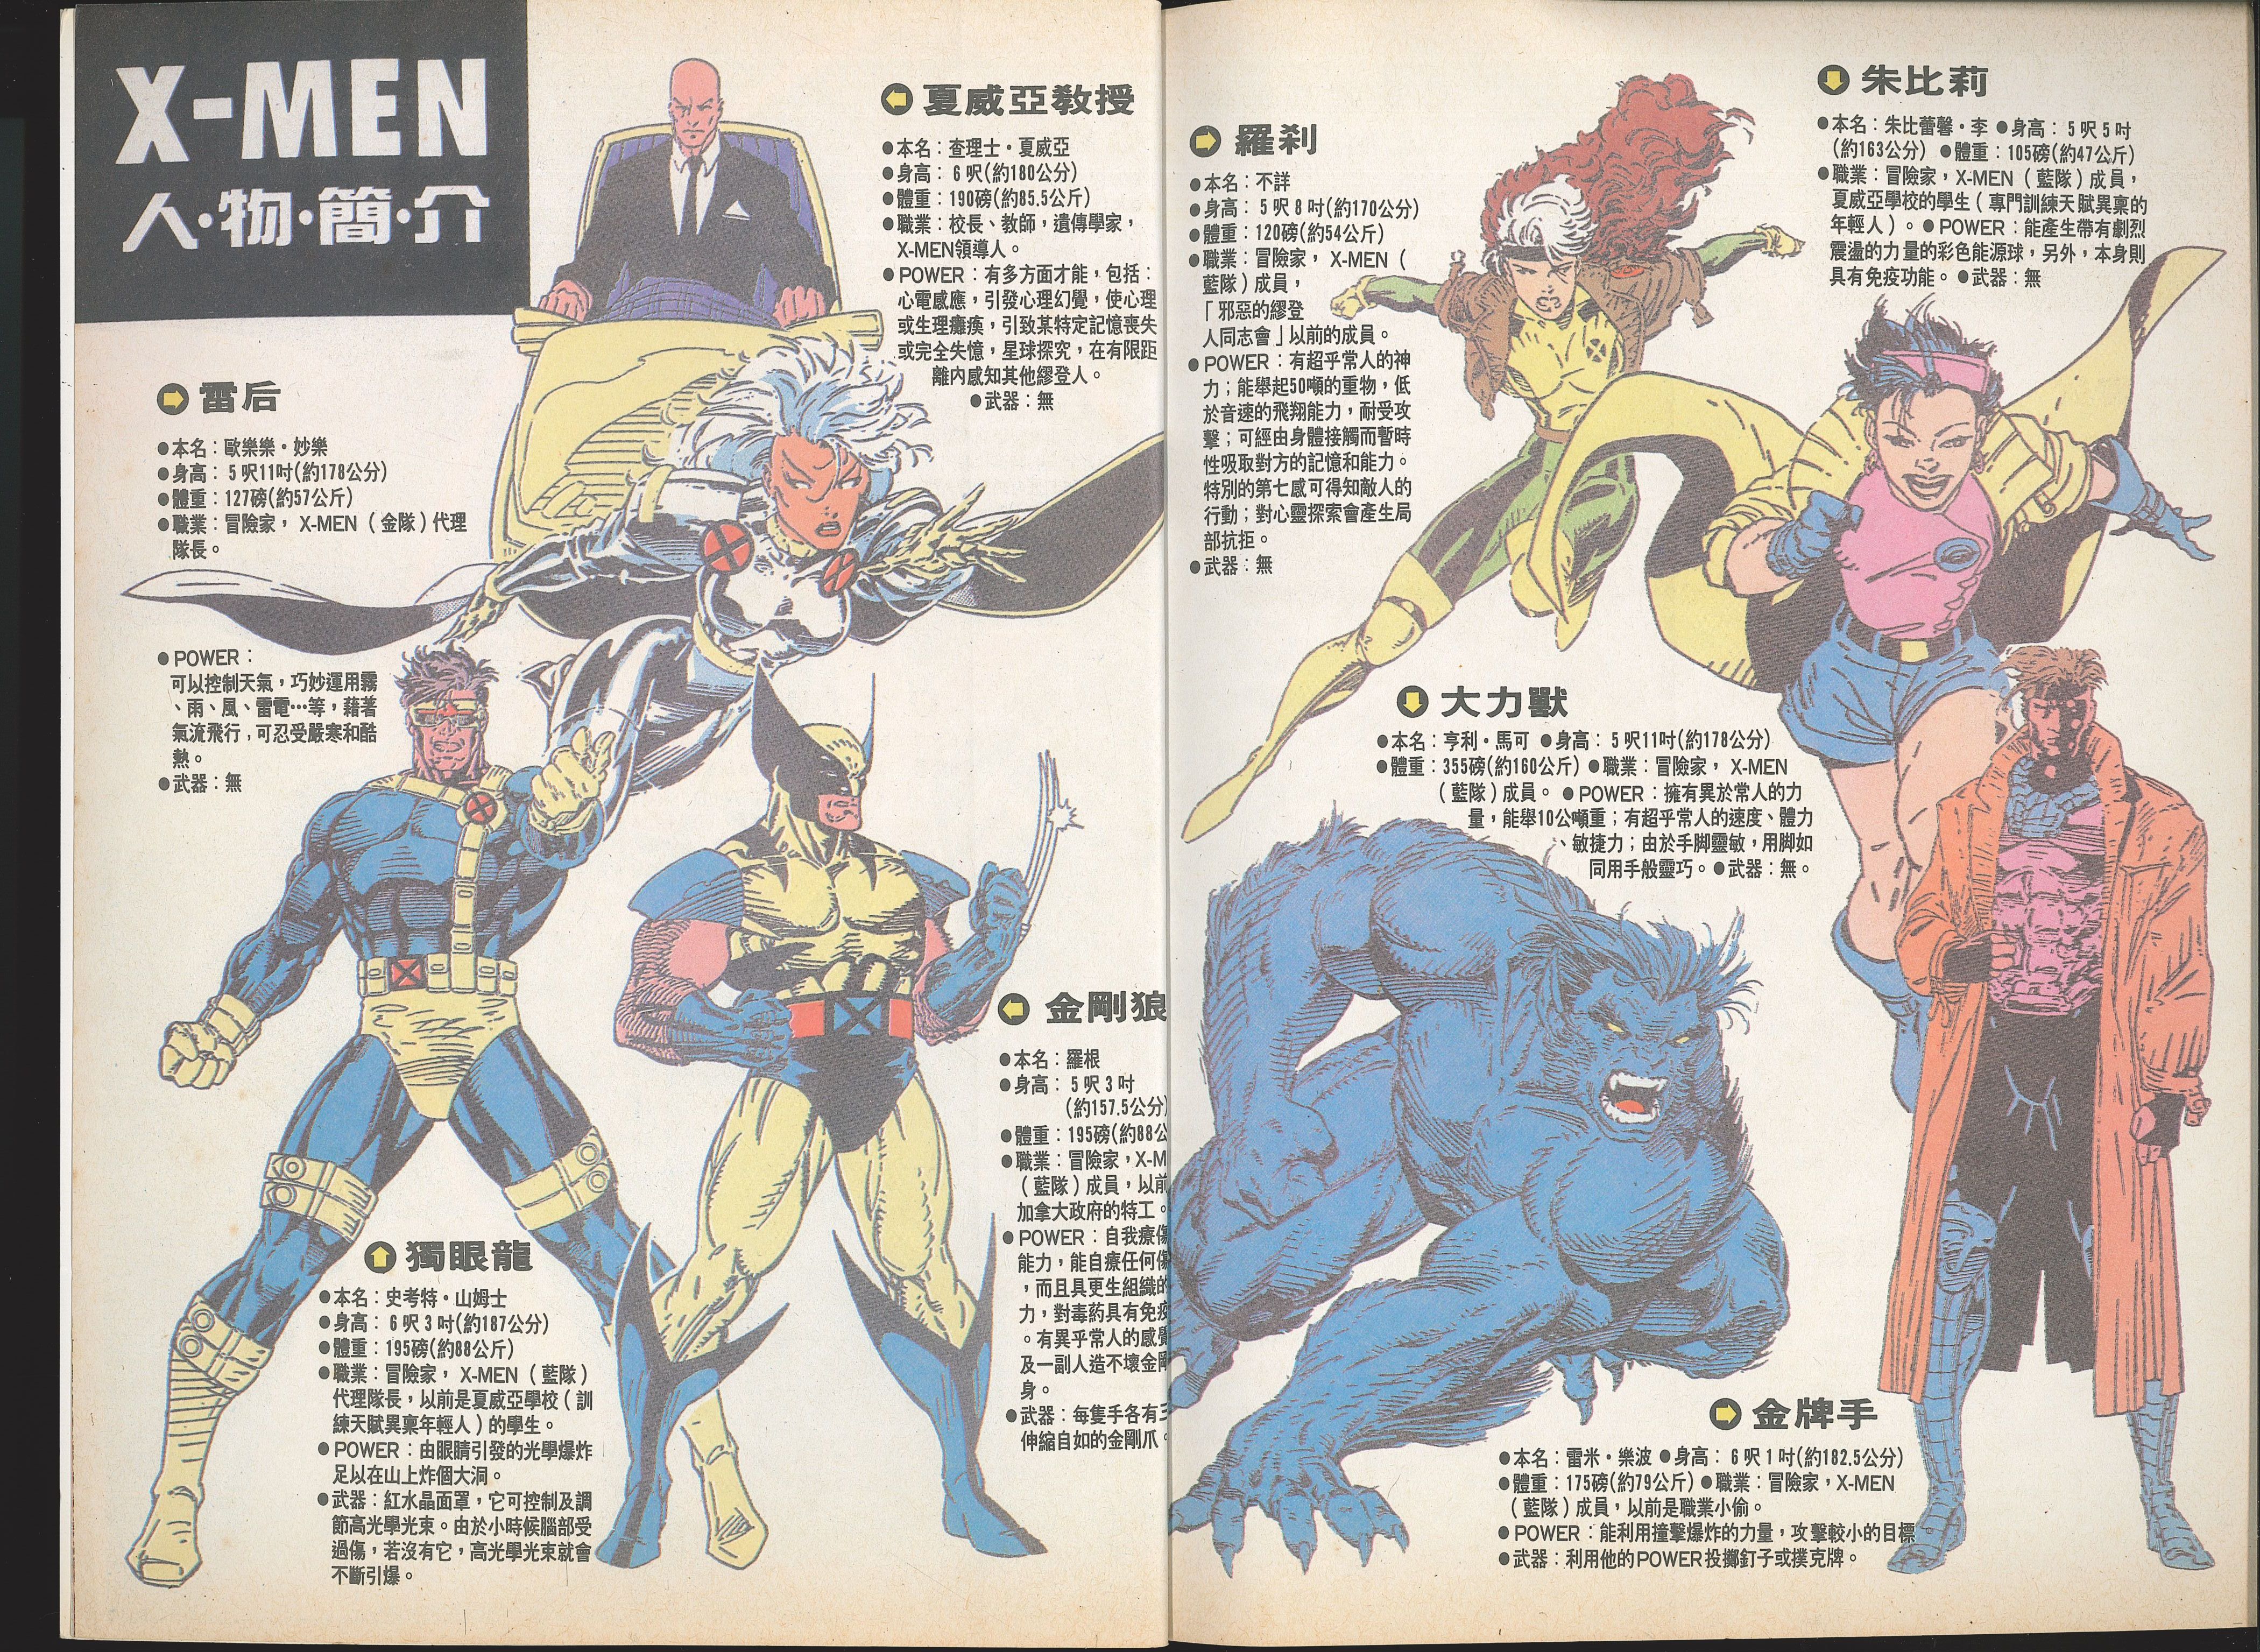 X-MEN
人·物·簡·介
夏威亞教授
●本名：查理士·夏威亞
●身高：6呎(約180公分)
●體重：190磅(約85.5公斤)
●職業：校長、教師，遺傳學家，
X-MEN領導人。
●POWER：有多方面才能，包括：
心電感應，引發心理幻覺，使心理
或生理癱瘓，引致某特定記憶喪失
或完全失憶，星球探究，在有限距
離內感知其他繆登人。
●武器：無
雷后
●本名：歐樂樂·妙樂
●身高：5呎11吋(約178公分)
●體重：127磅(約57公斤)
●職業：冒險家，X-MEN（金隊）代理
隊長。
●POWER：
可以控制天氣，巧妙運用霧
、雨、風、雷電…等，藉著
氣流飛行，可忍受嚴寒和酷
熱。
●武器：無
獨眼龍
●本名：史考特·山姆士
●身高：6呎3吋(約187公分)
●體重：195磅(約88公斤)
●職業：冒險家，X-MEN（藍隊）
代理隊長，以前是夏威亞學校（訓
練天賦異稟年輕人）的學生。
●POWER：由眼睛引發的光學爆炸
足以在山上炸個大洞。
●武器：紅水晶面罩，它可控制及調
節高光學光束。由於小時候腦部受
過傷，若沒有它，高光學光束就會
不斷引爆。
金剛狼
●本名：羅根
●身高：5呎3吋
(約157.5公分)
●體重：195磅(約88公
●職業：冒險家，X-M
（藍隊）成員，以前
加拿大政府的特工。
●POWER：自我療傷
能力，能自療任何傷
，而且具更生組織的
力，對毒葯具有免疫
。有異乎常人的感覺
及一副人造不壞金剛
身。
●武器：每隻手各有三
伸縮自如的金剛爪。
羅刹
●本名：不詳
●身高：5呎8吋(約170公分)
●體重：120磅(約54公斤)
●職業：冒險家，X-MEN（
藍隊）成員，
「邪惡的繆登
人同志會」以前的成員。
●POWER：有超乎常人的神
力；能舉起50噸的重物，低
於音速的飛翔能力，耐受攻
擊；可經由身體接觸而暫時
性吸取對方的記憶和能力。
特別的第七感可得知敵人的
行動；對心靈探索會產生局
部抗拒。
●武器：無
朱比莉
●本名：朱比蕾馨·李 ●身高：5呎5吋
(約163公分) ●體重：105磅(約47公斤)
●職業：冒險家，X-MEN（藍隊）成員，
夏威亞學校的學生（專門訓練天賦異稟的
年輕人）。●POWER：能產生帶有劇烈
震盪的力量的彩色能源球，另外，本身則
具有免疫功能。●武器：無
大力獸
●本名：亨利·馬可 ●身高：5呎11吋(約178公分)
●體重：355磅(約160公斤) ●職業：冒險家，X-MEN
（藍隊）成員。●POWER：擁有異於常人的力
量，能舉10公噸重；有超乎常人的速度、體力
、敏捷力；由於手脚靈敏，用脚如
同用手般靈巧。●武器：無。
金牌手
●本名：雷米·樂波 ●身高：6呎1吋(約182.5公分)
●體重：175磅(約79公斤) ●職業：冒險家，X-MEN
（藍隊）成員，以前是職業小偷。
●POWER：能利用撞擊爆炸的力量，攻擊較小的目標
●武器：利用他的POWER投擲釘子或撲克牌。